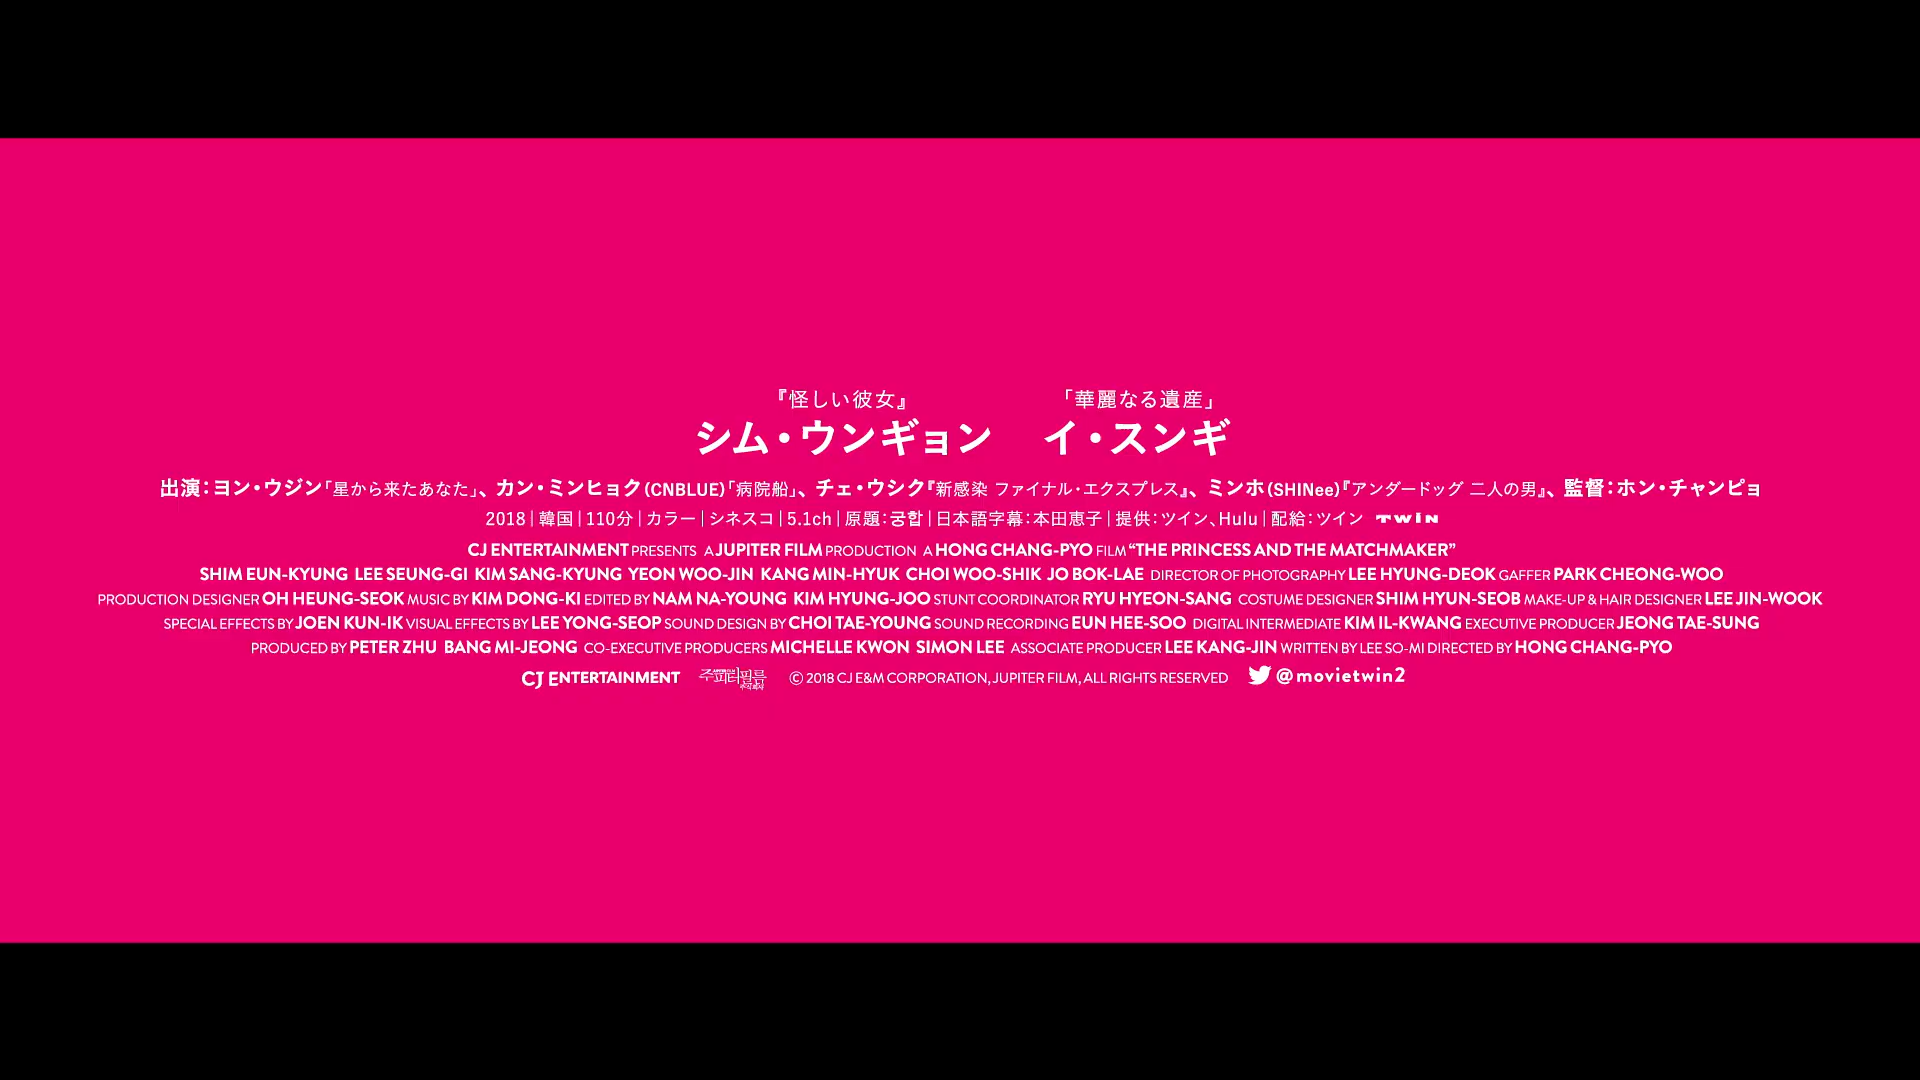 『怪しい彼女』 「華麗なる遺産」
シム・ウンギョン イ・スンギ
出演：ヨン・ウジン「星から来たあなた」、カン・ミンヒョク（CNBLUE）「病院船」、チェ・ウシク『新感染 ファイナル・エクスプレス』、ミンホ（SHINee）『アンダードッグ 二人の男』、監督：ホン・チャンピョ
2018｜韓国｜110分｜カラー｜シネスコ｜5.1ch｜原題：궁합｜日本語字幕：本田恵子｜提供：ツイン、Hulu｜配給：ツイン TWIN
CJ ENTERTAINMENT PRESENTS A JUPITER FILM PRODUCTION A HONG CHANG-PYO FILM “THE PRINCESS AND THE MATCHMAKER”
SHIM EUN-KYUNG LEE SEUNG-GI KIM SANG-KYUNG YEON WOO-JIN KANG MIN-HYUK CHOI WOO-SHIK JO BOK-LAE DIRECTOR OF PHOTOGRAPHY LEE HYUNG-DEOK GAFFER PARK CHEONG-WOO
PRODUCTION DESIGNER OH HEUNG-SEOK MUSIC BY KIM DONG-KI EDITED BY NAM NA-YOUNG KIM HYUNG-JOO STUNT COORDINATOR RYU HYEON-SANG COSTUME DESIGNER SHIM HYUN-SEOB MAKE-UP & HAIR DESIGNER LEE JIN-WOOK
SPECIAL EFFECTS BY JOEN KUN-IK VISUAL EFFECTS BY LEE YONG-SEOP SOUND DESIGN BY CHOI TAE-YOUNG SOUND RECORDING EUN HEE-SOO DIGITAL INTERMEDIATE KIM IL-KWANG EXECUTIVE PRODUCER JEONG TAE-SUNG
PRODUCED BY PETER ZHU BANG MI-JEONG CO-EXECUTIVE PRODUCERS MICHELLE KWON SIMON LEE ASSOCIATE PRODUCER LEE KANG-JIN WRITTEN BY LEE SO-MI DIRECTED BY HONG CHANG-PYO
CJ ENTERTAINMENT 주피터필름 © 2018 CJ E&M CORPORATION, JUPITER FILM, ALL RIGHTS RESERVED @movietwin2